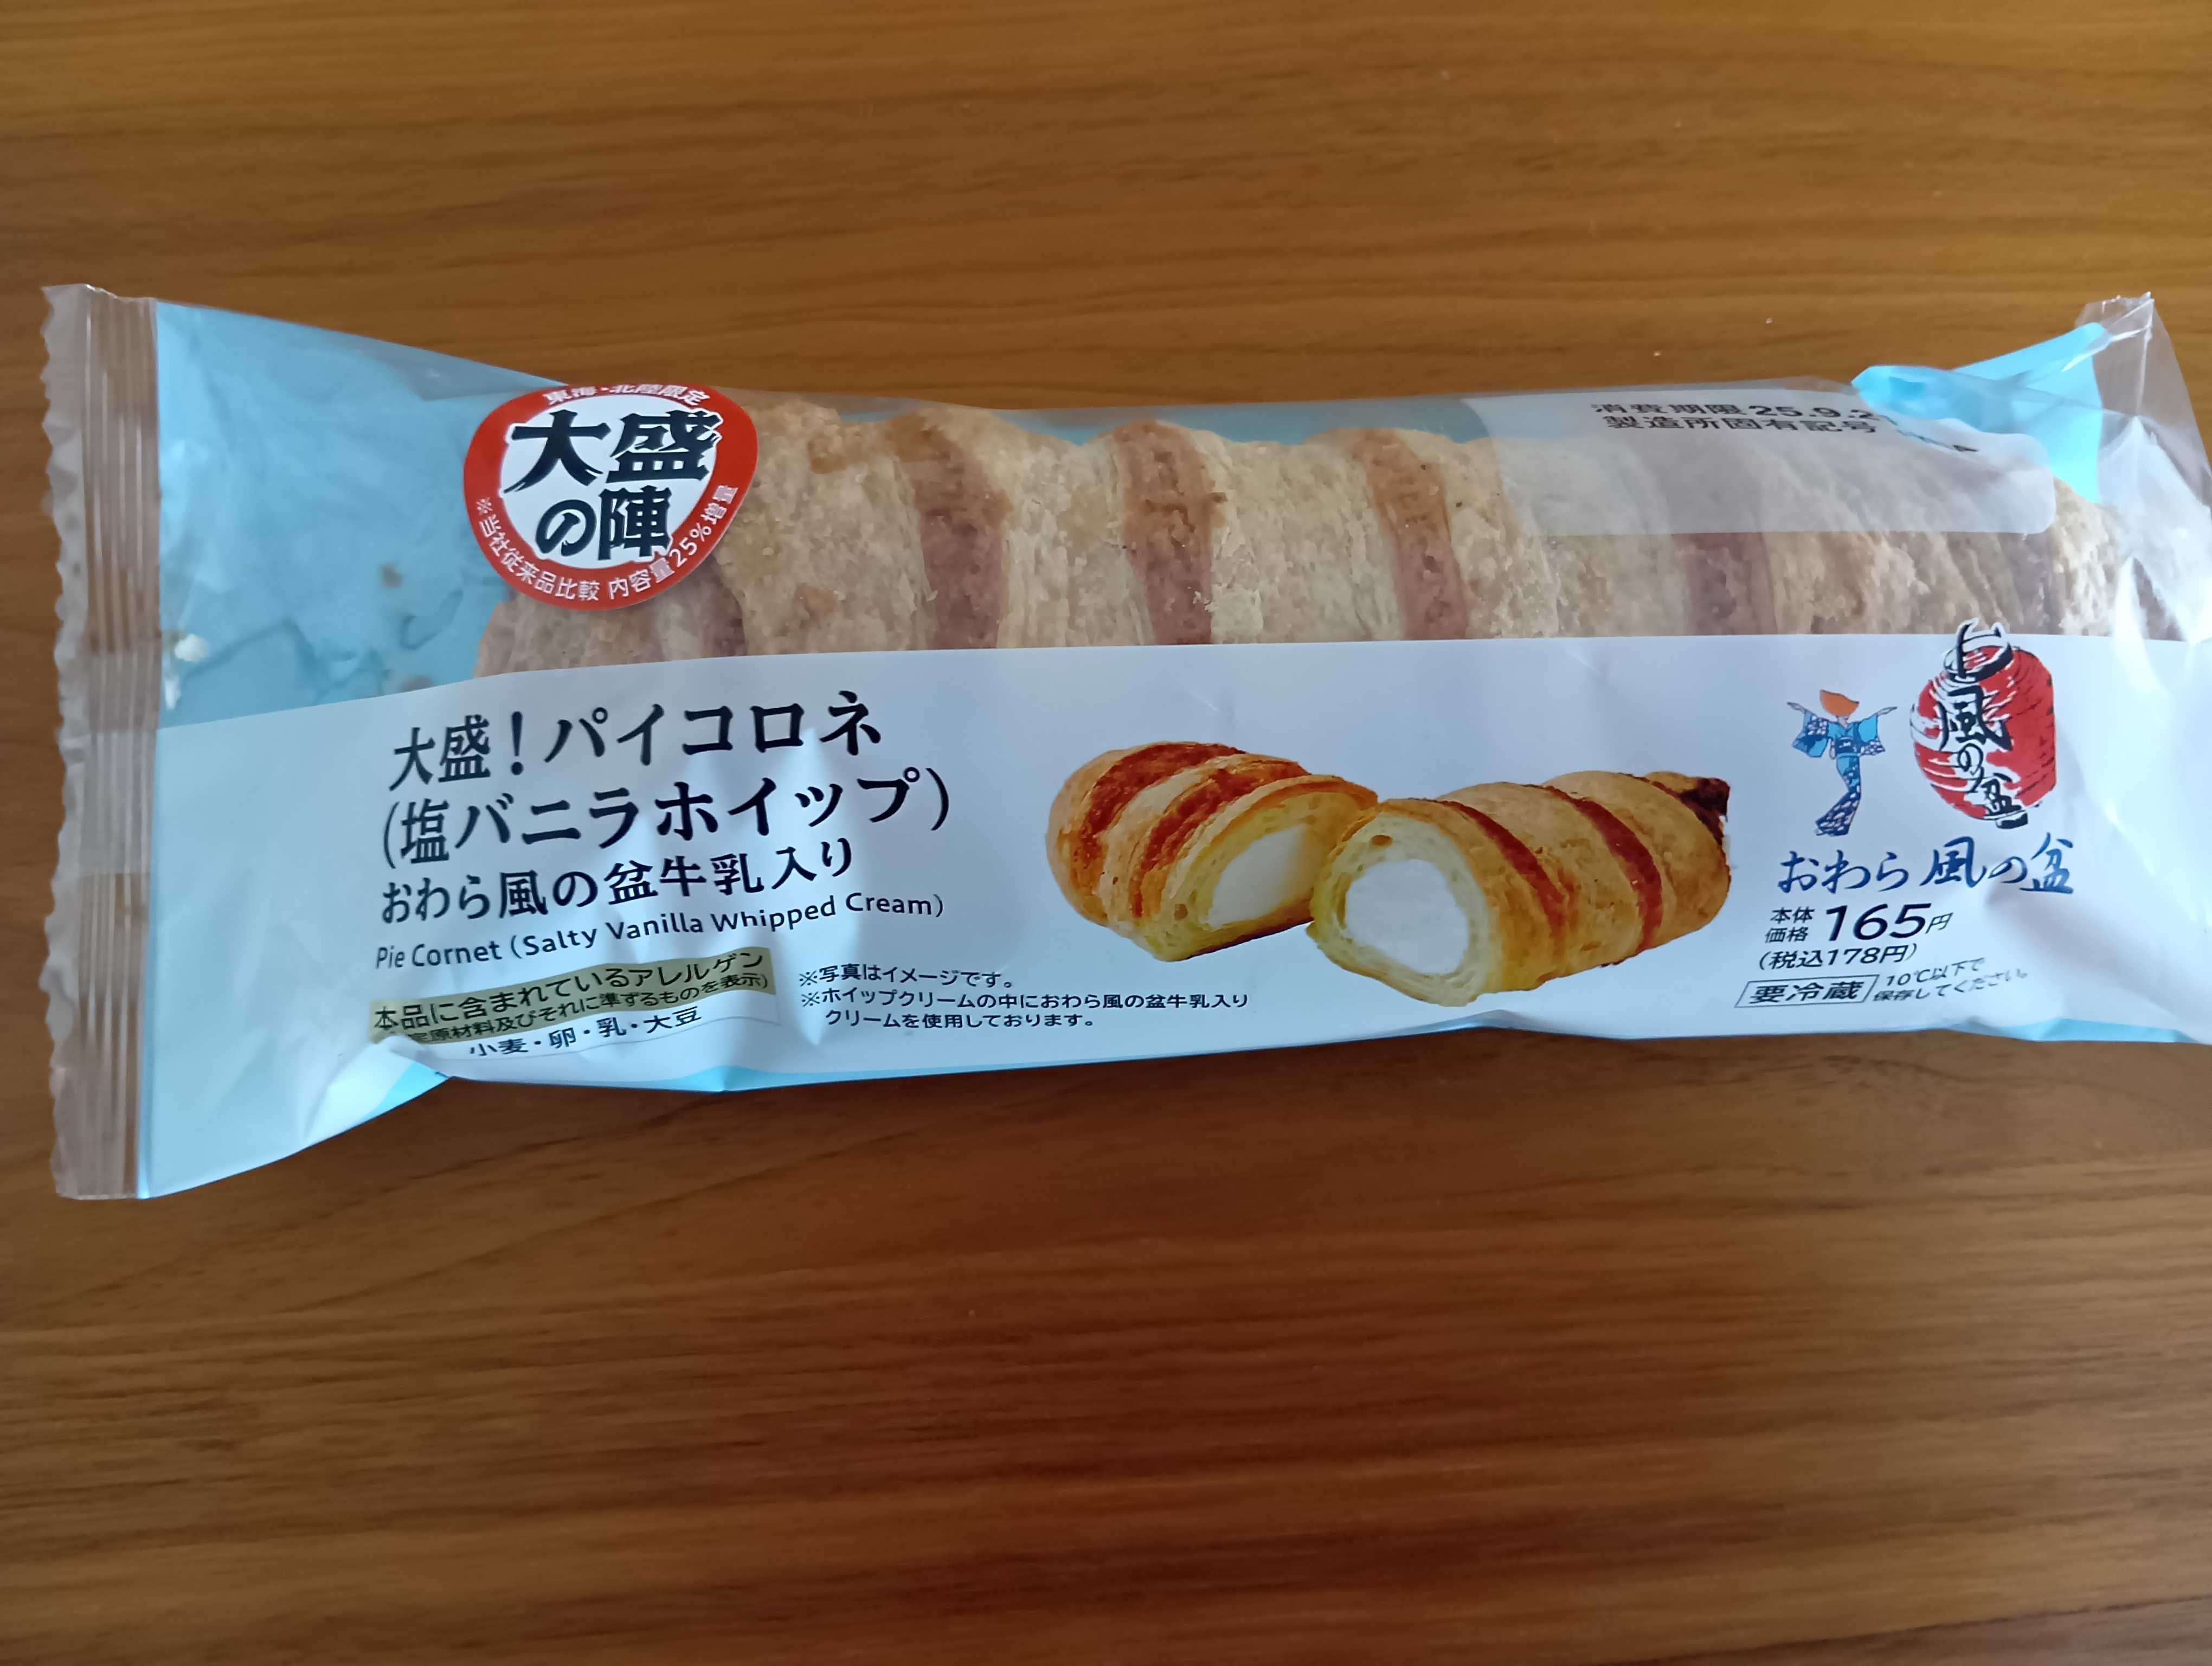 東海・北陸限定
大盛
の陣
※当社従来品比較 内容量25%増量
消費期限25.9.2
製造所固有記号
大盛！パイコロネ
(塩バニラホイップ)
おわら風の盆牛乳入り
Pie Cornet (Salty Vanilla Whipped Cream)
本品に含まれているアレルゲン
原材料及びそれに準ずるものを表示)
小麦・卵・乳・大豆
※写真はイメージです。
※ホイップクリームの中におわら風の盆牛乳入り
クリームを使用しております。
風の盆
おわら風の盆
本体価格 165円
(税込178円)
要冷蔵 10℃以下で保存してください。